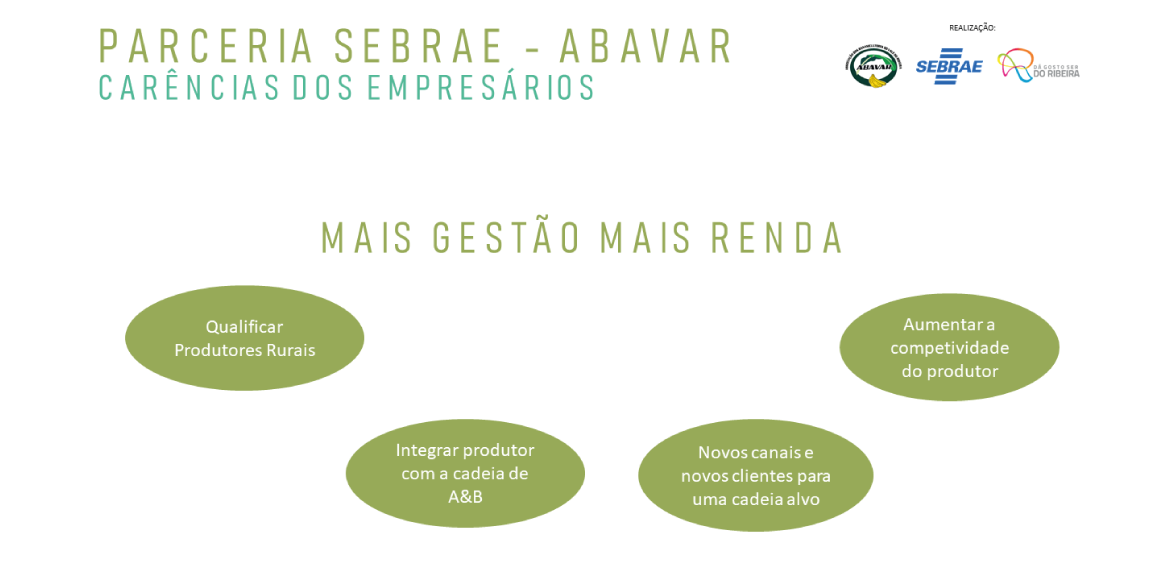 PARCERIA SEBRAE - ABAVAR
CARÊNCIAS DOS EMPRESÁRIOS
REALIZAÇÃO:
ABAVAR
SEBRAE
DÁ GOSTO SER
DO RIBEIRA
MAIS GESTÃO MAIS RENDA
Qualificar
Produtores Rurais
Aumentar a
competividade
do produtor
Integrar produtor
com a cadeia de
A&B
Novos canais e
novos clientes para
uma cadeia alvo